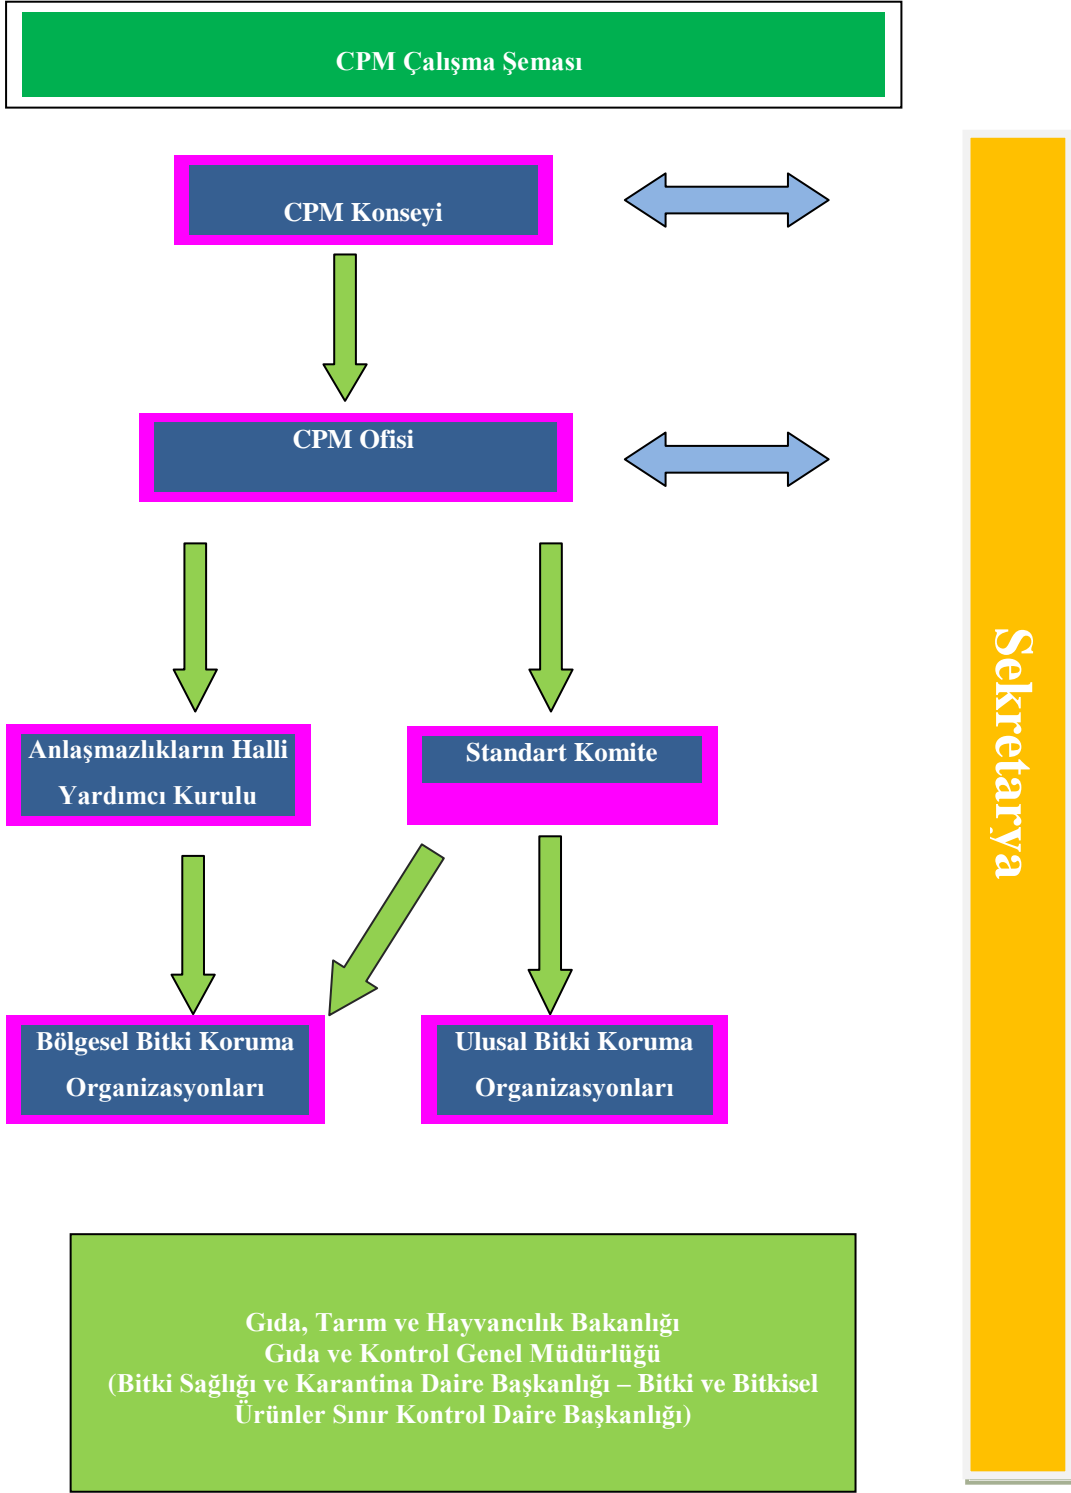 CPM Çalışma Şeması
CPM Konseyi
CPM Ofisi
Anlaşmazlıkların Halli
Yardımcı Kurulu
Standart Komite
Bölgesel Bitki Koruma
Organizasyonları
Ulusal Bitki Koruma
Organizasyonları
Gıda, Tarım ve Hayvancılık Bakanlığı
Gıda ve Kontrol Genel Müdürlüğü
(Bitki Sağlığı ve Karantina Daire Başkanlığı – Bitki ve Bitkisel
Ürünler Sınır Kontrol Daire Başkanlığı)
Sekretarya